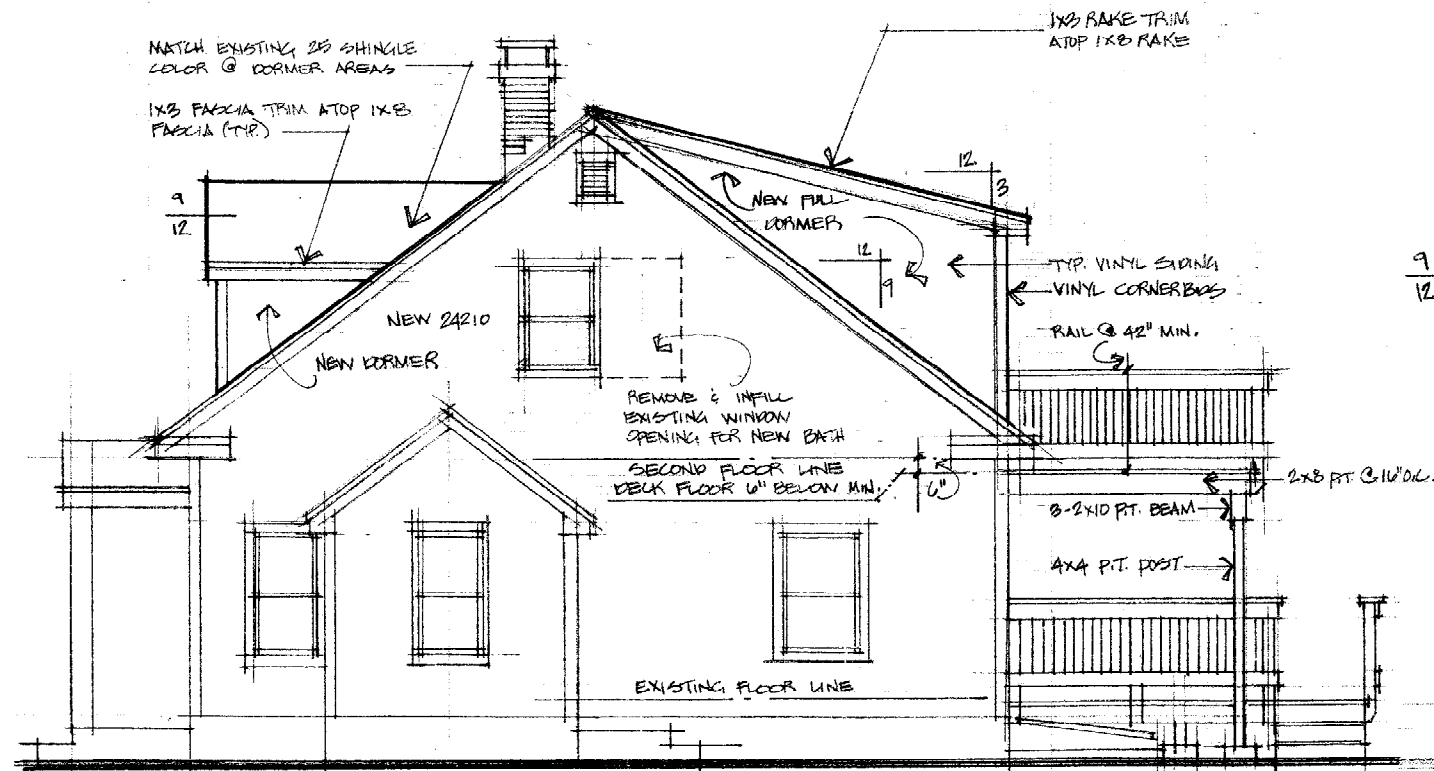 MATCH EXISTING 25 SHINGLE
COLOR @ DORMER AREAS
1X3 FASCIA TRIM ATOP 1X8
FASCIA (TYP.)
1X3 RAKE TRIM
ATOP 1X8 RAKE
9
12
12
3
NEW FULL
DORMER
12
9
TYP. VINYL SIDING
VINYL CORNERBDS
9
12
RAIL @ 42" MIN.
NEW 24210
NEW DORMER
REMOVE & INFILL
EXISTING WINDOW
OPENING FOR NEW BATH
SECOND FLOOR LINE
DECK FLOOR 6" BELOW MIN.
6"
2X8 P.T. @ 16" O.C.
3-2X10 P.T. BEAM
4X4 P.T. POST
EXISTING FLOOR LINE